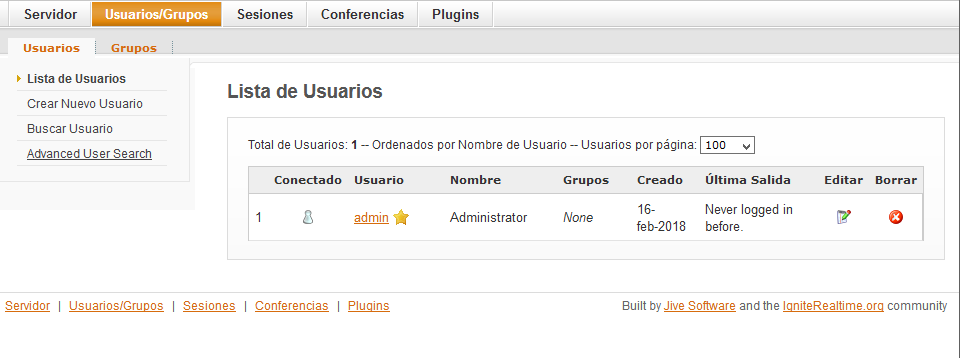 Servidor Usuarios/Grupos Sesiones Conferencias Plugins
Usuarios Grupos
Lista de Usuarios
Crear Nuevo Usuario
Buscar Usuario
Advanced User Search
Lista de Usuarios
Total de Usuarios: 1 -- Ordenados por Nombre de Usuario -- Usuarios por página: 100
Conectado Usuario Nombre Grupos Creado Última Salida Editar Borrar
1 admin Administrator None 16-feb-2018 Never logged in before.
Servidor | Usuarios/Grupos | Sesiones | Conferencias | Plugins
Built by Jive Software and the IgniteRealtime.org community